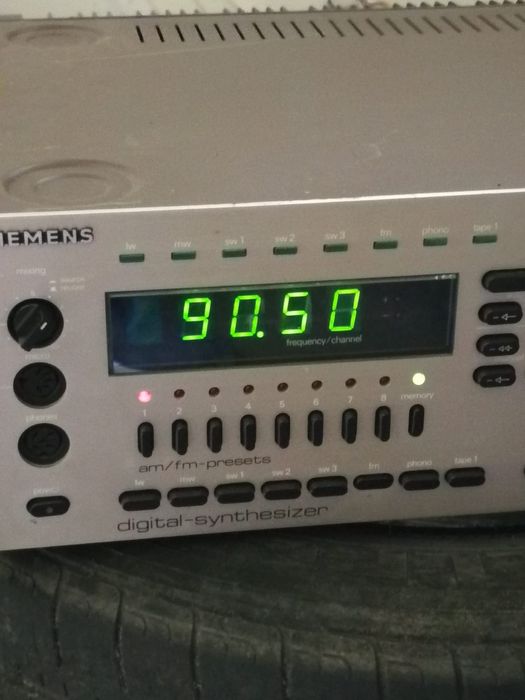 IEMENS
lw mw sw 1 sw 2 sw 3 fm phono tape 1
mixing
90.50
frequency/channel
micro
1 2 3 4 5 6 7 8 memory
phones
am/fm-presets
lw mw sw 1 sw 2 sw 3 fm phono tape 1
digital-synthesizer